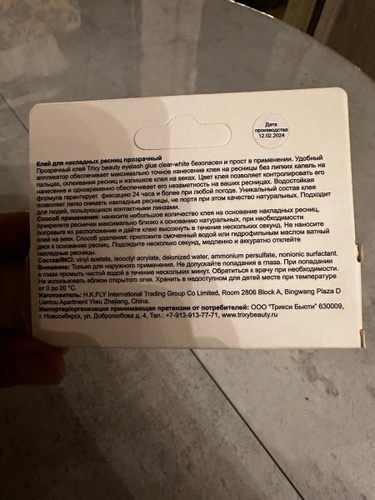 Дата
производства
12.02.2024
Клей для накладных ресниц прозрачный
Прозрачный клей Trixy beauty eyelash glue clear-white безопасен и прост в применении. Удобный
аппликатор обеспечивает максимально точное нанесение клея на ресницы без липких капель на
пальцах, склеивания ресниц и излишков клея на веках. Цвет клея позволяет контролировать его
нанесение и одновременно обеспечивает его незаметность на ваших ресницах. Водостойкая
формула гарантирует фиксацию 24 часа и более при любой погоде. Уникальный состав клея
позволяет легко снимать накладные ресницы, не портя при этом качество натуральных. Подходит
для людей, пользующихся контактными линзами.
Способ применения: нанесите небольшое количество клея на основание накладных ресниц,
прикрепите реснички максимально близко к основанию натуральных, при необходимости
поправьте их расположение и дайте клею высохнуть в течение нескольких секунд. Не наносите
клей на веки. Способ удаления: приложите смоченный водой или гидрофильным маслом ватный
диск к основанию ресниц. Подождите несколько секунд, медленно и аккуратно отклейте
накладные ресницы.
Состав/INCI: vinyl acetate, isooctyl acrylate, deionized water, ammonium persulfate, nonionic surfactant.
Внимание: Только для наружного применения. Не допускайте попадания в глаза. При попадании
в глаза промыть чистой водой в течение нескольких минут. Обратиться к врачу при необходимости.
Не использовать вблизи открытого огня. Хранить в недоступном для детей месте при температуре
от 0 до 20 °C.
Изготовитель: H.K.FLY International Trading Group Co Limited, Room 2806 Block A, Bingwang Plaza D
Liantou Apartment Yiwu Zhejiang, China.
Импортер/организация принимающая претензии от потребителей: ООО "Трикси Бьюти" 630009,
г. Новосибирск, ул. Добролюбова д. 4, Тел.: +7-913-913-77-71, www.trixybeauty.ru